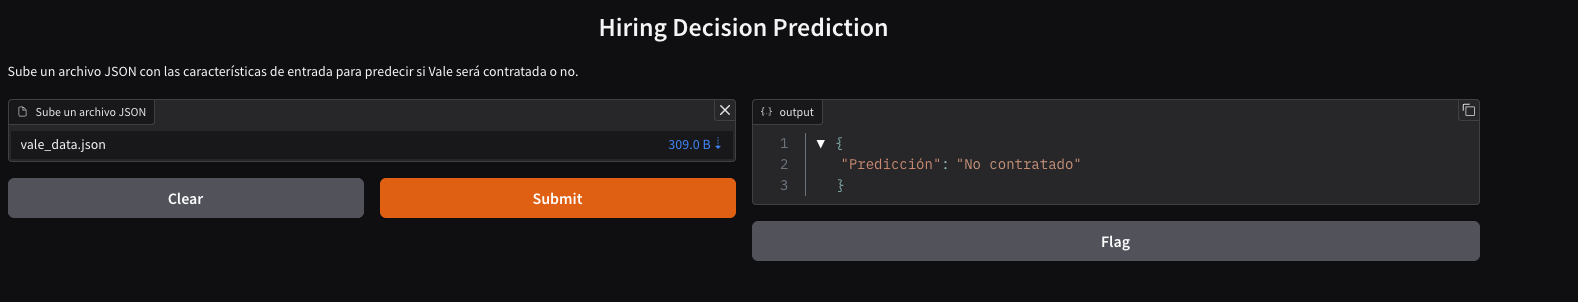 Hiring Decision Prediction
Sube un archivo JSON con las características de entrada para predecir si Vale será contratada o no.
Sube un archivo JSON
vale_data.json 309.0 B ↓
Clear
Submit
{·} output
1 ▼ {
2 "Predicción": "No contratado"
3 }
Flag